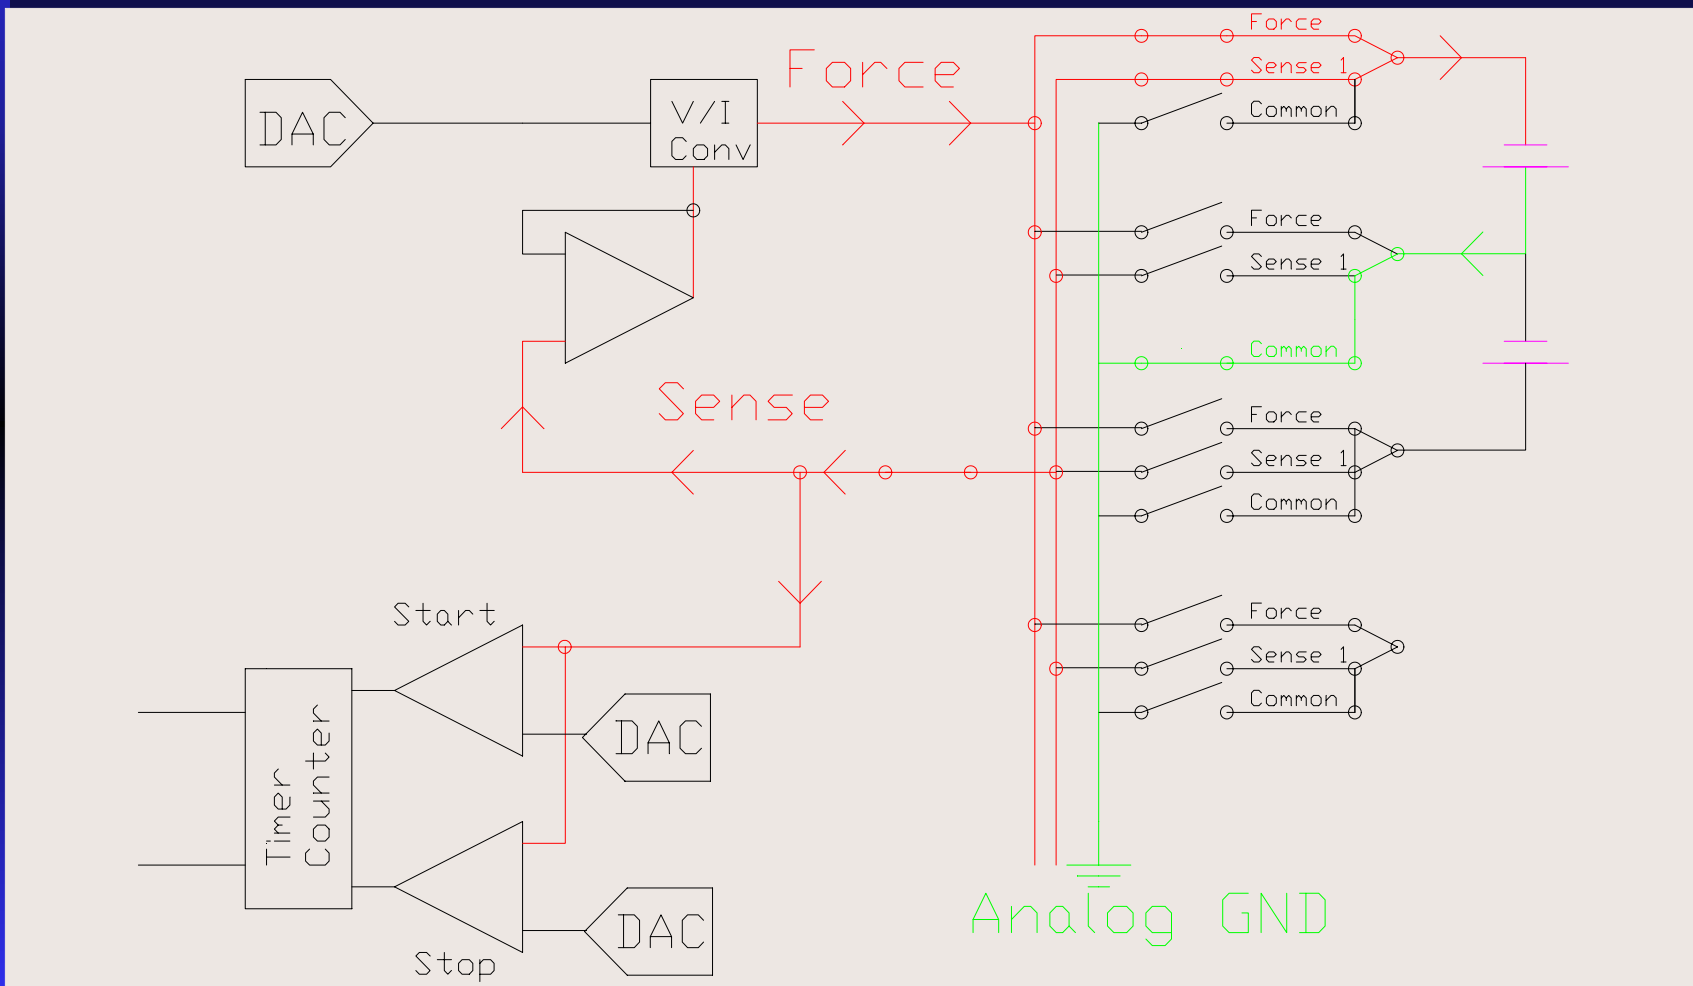 Force
Force
DAC
V/I
Conv
Sense 1
Common
Force
Sense 1
Common
Sense
Force
Sense 1
Common
Start
Force
Sense 1
Common
DAC
Timer
Counter
DAC
Stop
Analog GND